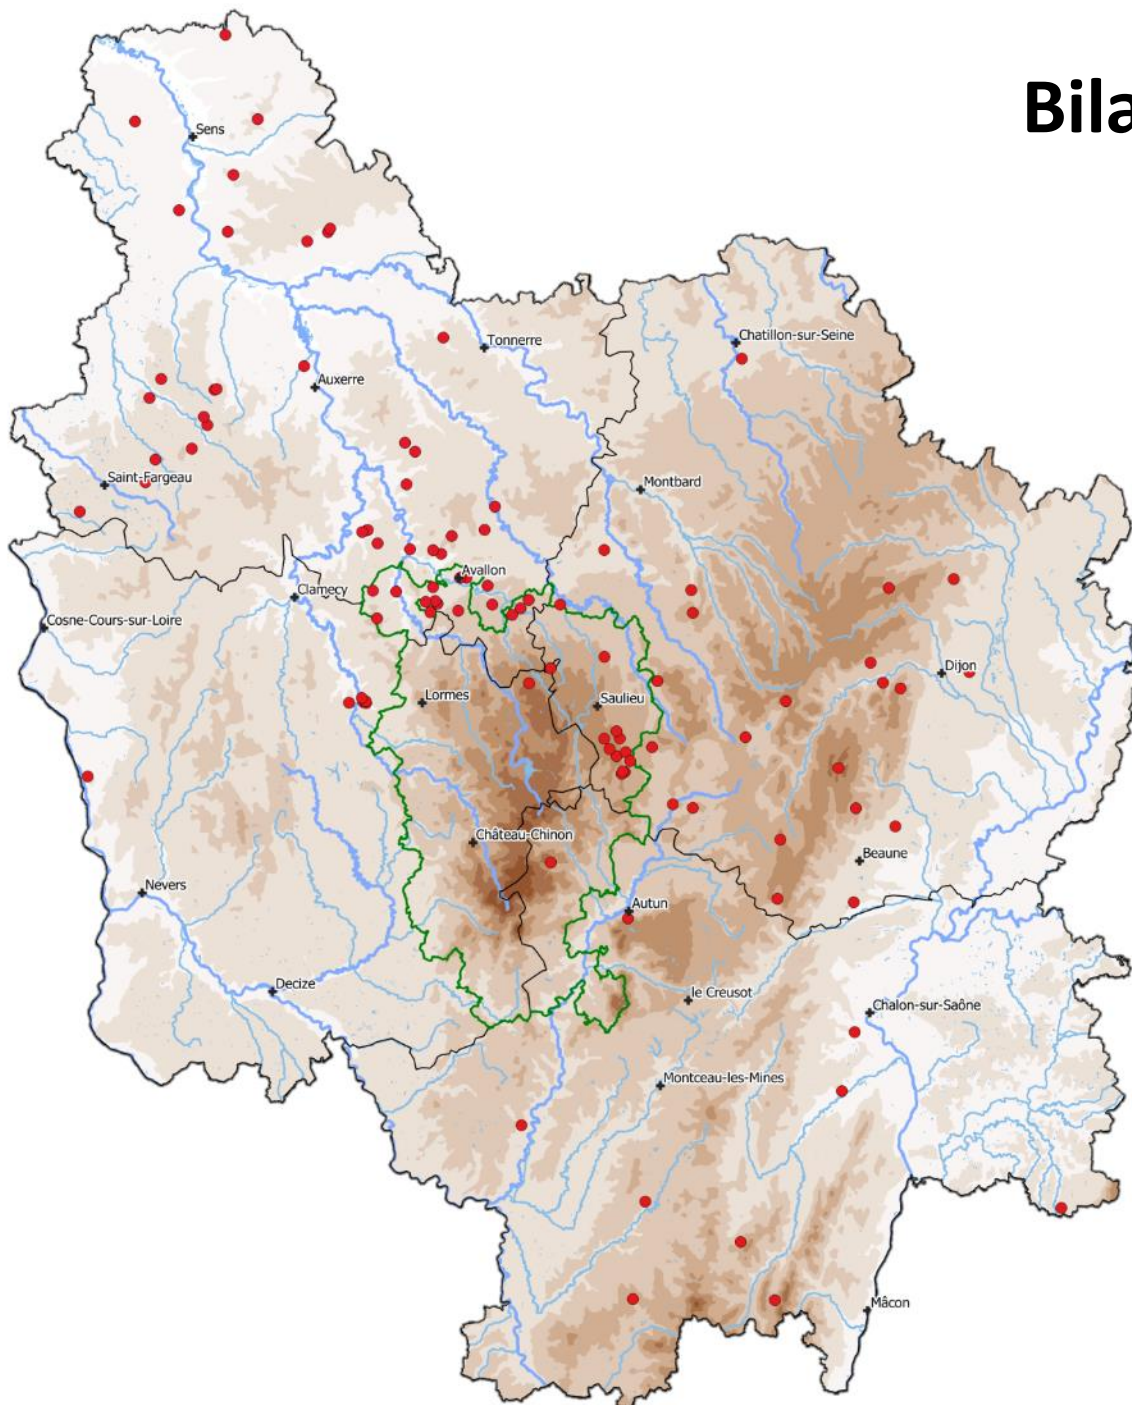 Bila
Sens
Chatillon-sur-Seine
Tonnerre
Auxerre
Saint-Fargeau
Montbard
Avallon
Clamecy
Cosne-Cours-sur-Loire
Dijon
Lormes
Saulieu
Château-Chinon
Beaune
Nevers
Autun
Decize
le Creusot
Chalon-sur-Saône
Montceau-les-Mines
Mâcon